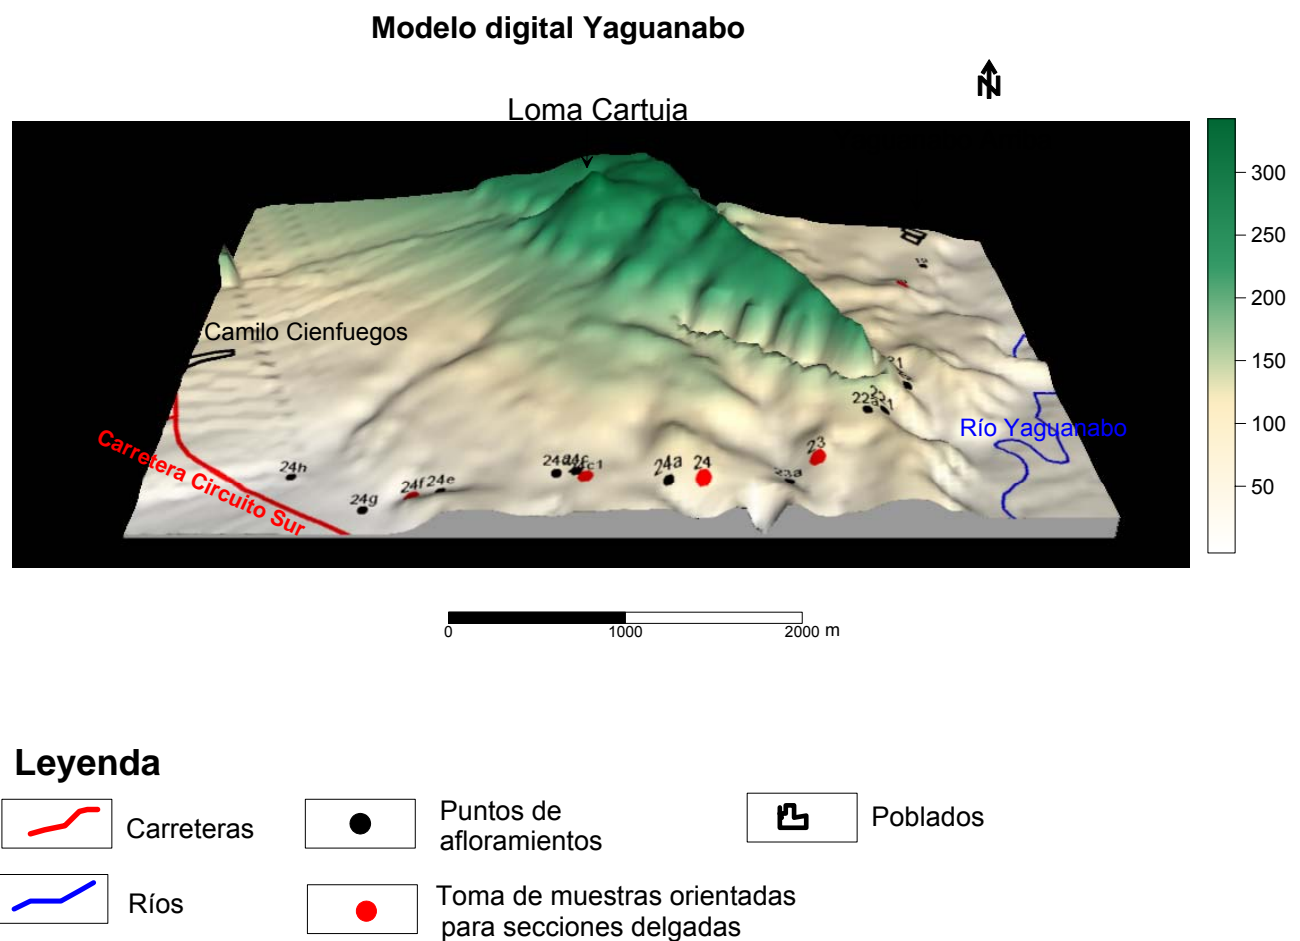 Modelo digital Yaguanabo
N
Loma Cartuja
300
250
200
150
100
50
19
Camilo Cienfuegos
Río Yaguanabo
Carretera Circuito Sur
24h
24g
24f
24e
24a
24
23
23a
0
1000
2000 m
Leyenda
Carreteras
Puntos de
afloramientos
Poblados
Ríos
Toma de muestras orientadas
para secciones delgadas